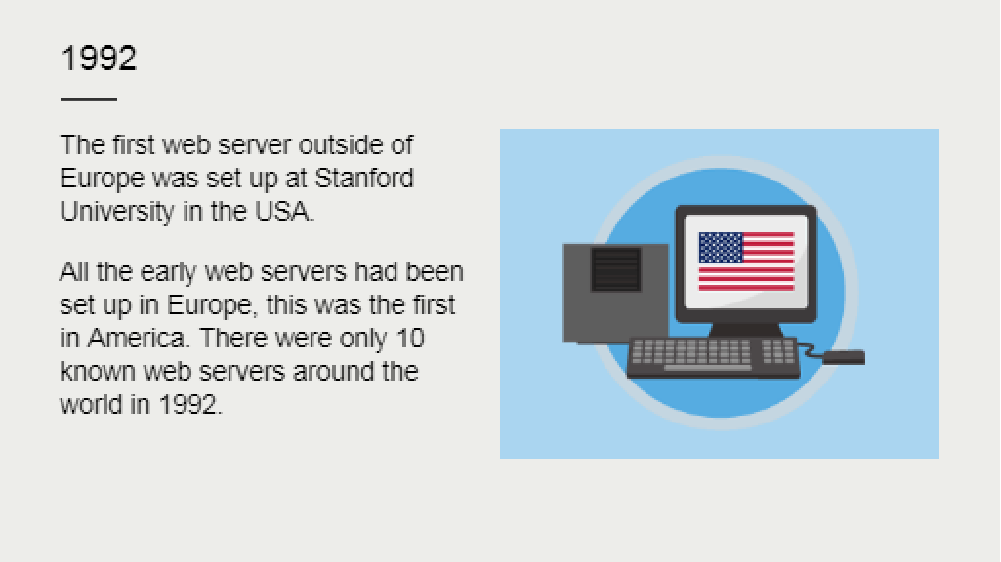 1992
The first web server outside of
Europe was set up at Stanford
University in the USA.
All the early web servers had been
set up in Europe, this was the first
in America. There were only 10
known web servers around the
world in 1992.